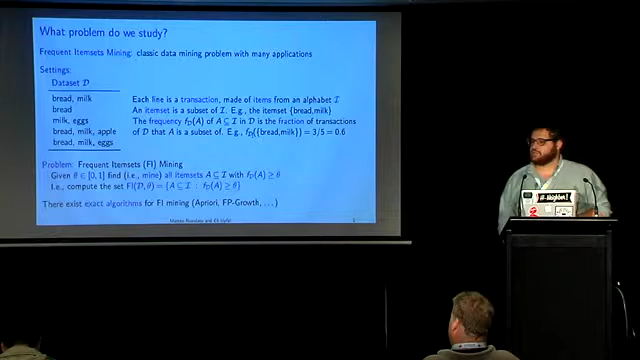 What problem do we study?
Frequent Itemsets Mining: classic data mining problem with many applications
Settings
Dataset D
bread, milk
bread
milk, eggs
bread, milk, apple
bread, milk, eggs
Each line is a transaction, made of items from an alphabet I
An itemset is a subset of I. E.g., the itemset {bread,milk}
The frequency f_D(A) of A ⊆ I in D is the fraction of transactions
of D that A is a subset of. E.g., f_D({bread,milk}) = 3/5 = 0.6
Problem: Frequent Itemsets (FI) Mining
Given θ ∈ [0, 1] find (i.e., mine) all itemsets A ⊆ I with f_D(A) ≥ θ
I.e., compute the set FI(D, θ) = {A ⊆ I : f_D(A) ≥ θ}
There exist exact algorithms for FI mining (Apriori, FP-Growth, ...)